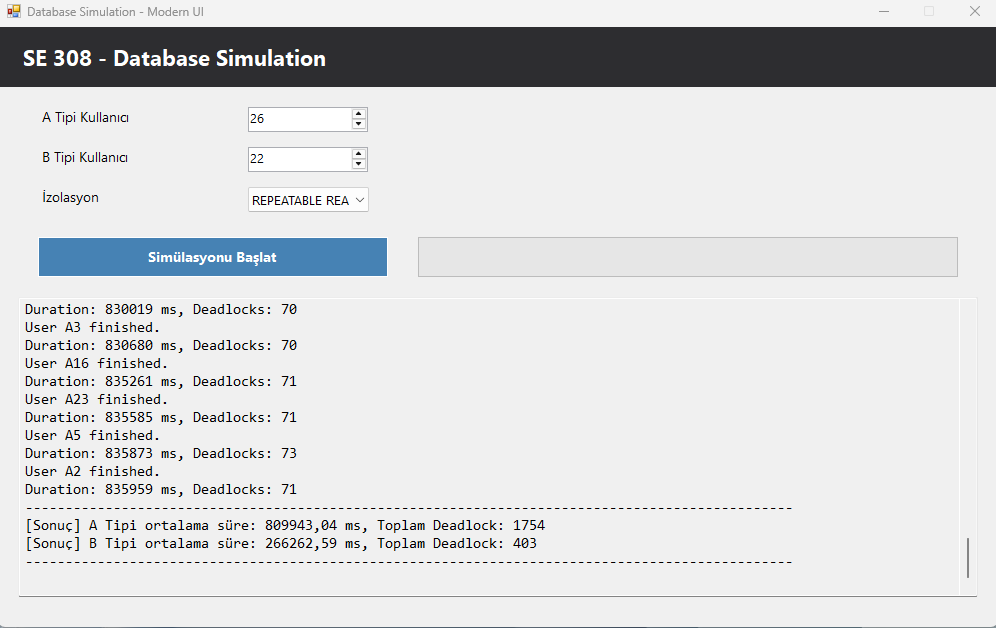 Database Simulation - Modern UI
SE 308 - Database Simulation
A Tipi Kullanıcı
26
B Tipi Kullanıcı
22
İzolasyon
REPEATABLE REA
Simülasyonu Başlat
Duration: 830019 ms, Deadlocks: 70
User A3 finished.
Duration: 830680 ms, Deadlocks: 70
User A16 finished.
Duration: 835261 ms, Deadlocks: 71
User A23 finished.
Duration: 835585 ms, Deadlocks: 71
User A5 finished.
Duration: 835873 ms, Deadlocks: 73
User A2 finished.
Duration: 835959 ms, Deadlocks: 71
------------------------------------------------------------------------------------------------
[Sonuç] A Tipi ortalama süre: 809943,04 ms, Toplam Deadlock: 1754
[Sonuç] B Tipi ortalama süre: 266262,59 ms, Toplam Deadlock: 403
------------------------------------------------------------------------------------------------